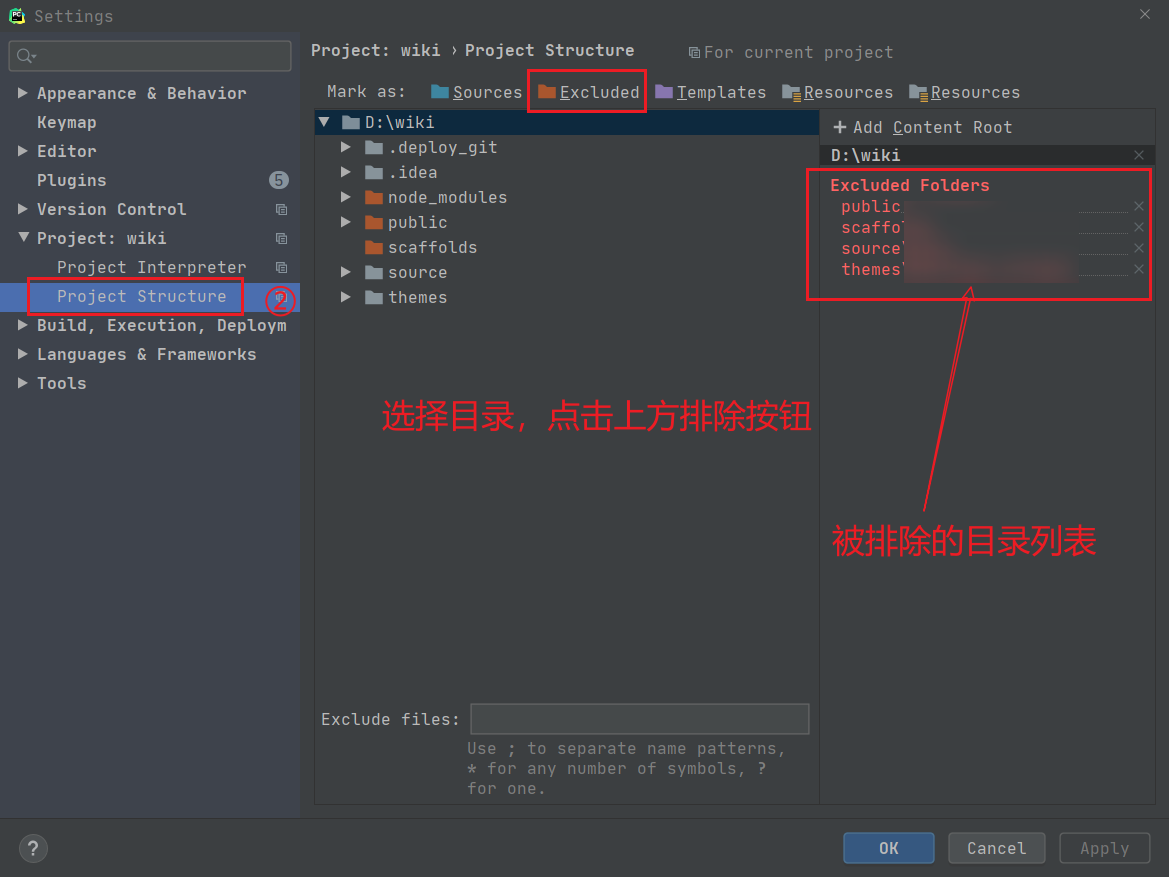 Settings
Project: wiki › Project Structure
For current project
Appearance & Behavior
Keymap
Editor
Plugins
5
Version Control
Project: wiki
Project Interpreter
Project Structure
②
Build, Execution, Deploym
Languages & Frameworks
Tools
Mark as:
Sources
Excluded
Templates
Resources
Resources
D:\wiki
.deploy_git
.idea
node_modules
public
scaffolds
source
themes
选择目录，点击上方排除按钮
Add Content Root
D:\wiki
Excluded Folders
public
scaffol
source\
themes\
被排除的目录列表
Exclude files:
Use ; to separate name patterns,
* for any number of symbols, ?
for one.
?
OK
Cancel
Apply